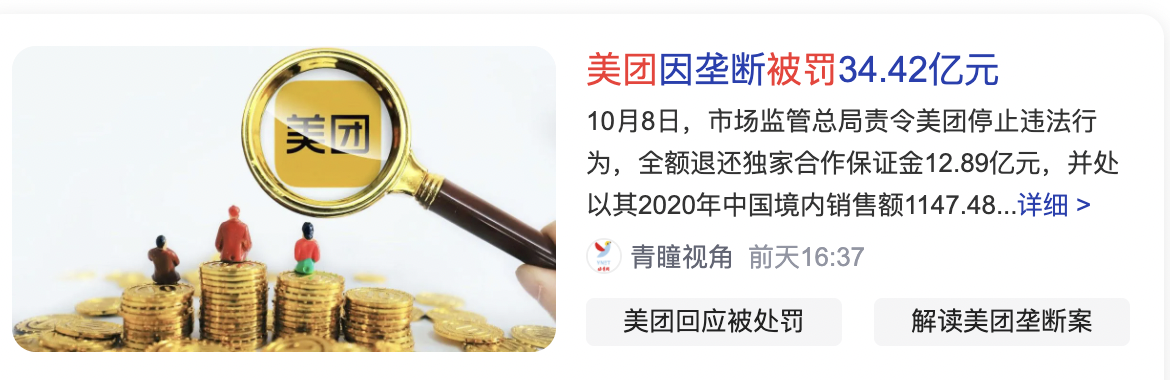 美团
美团因垄断被罚34.42亿元
10月8日，市场监管总局责令美团停止违法行
为，全额退还独家合作保证金12.89亿元，并处
以其2020年中国境内销售额1147.48...详细 >
青瞳视角 前天16:37
美团回应被处罚 解读美团垄断案